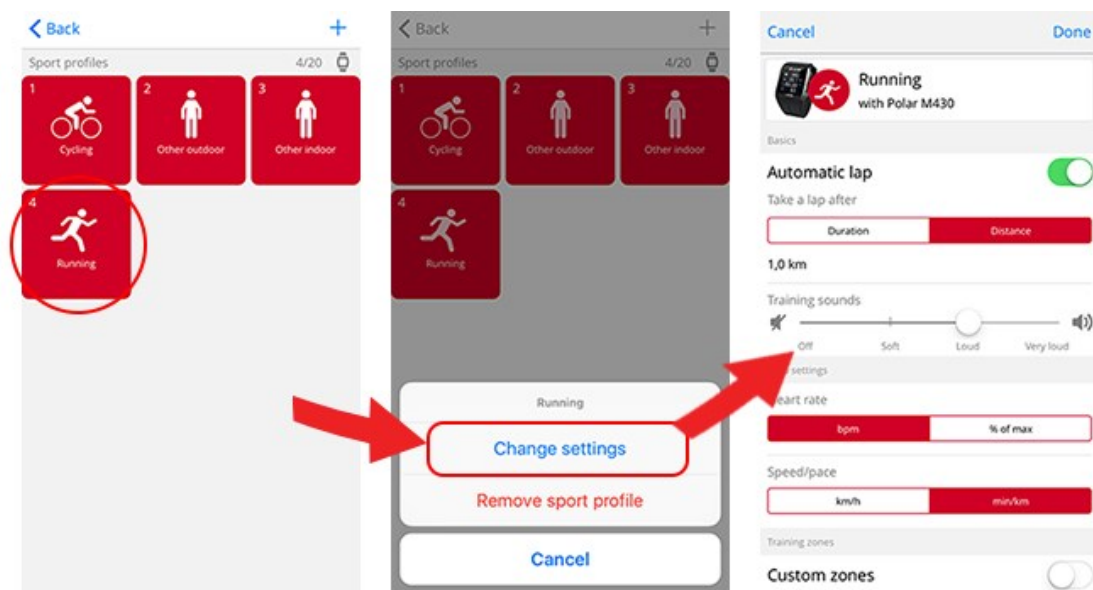 Back +
Sport profiles 4/20
1 2 3
Cycling Other outdoor Other indoor
4
Running
Back +
Sport profiles 4/20
1 2 3
Cycling Other outdoor Other indoor
4
Running
Running
Change settings
Remove sport profile
Cancel
Cancel Done
Running
with Polar M430
Basics
Automatic lap
Take a lap after
Duration Distance
1,0 km
Training sounds
Off Soft Loud Very loud
settings
eart rate
bpm % of max
Speed/pace
km/h min/km
Training zones
Custom zones